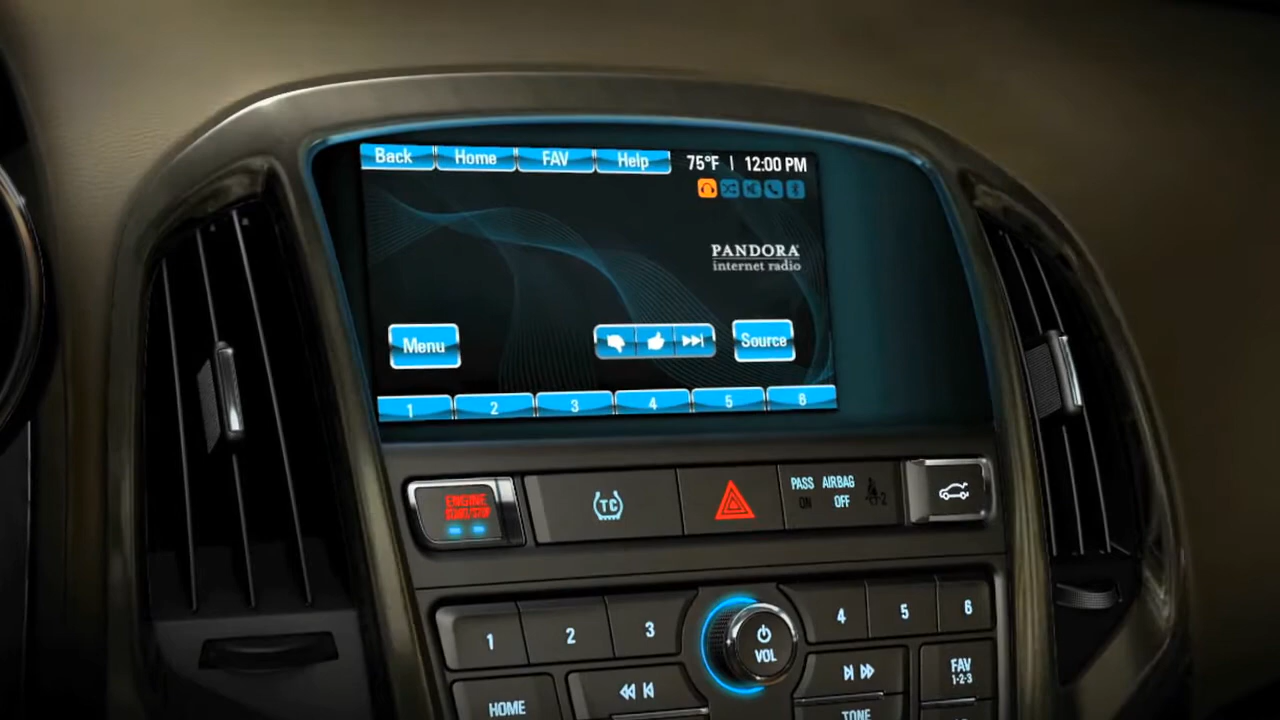 Back Home FAV Help 75°F | 12:00 PM
PANDORA
internet radio
Menu Source
1 2 3 4 5 6
ENGINE
START/STOP
TC
PASS AIRBAG
ON OFF 2
1 2 3 4 5 6
VOL
FAV
1-2-3
HOME
TONE